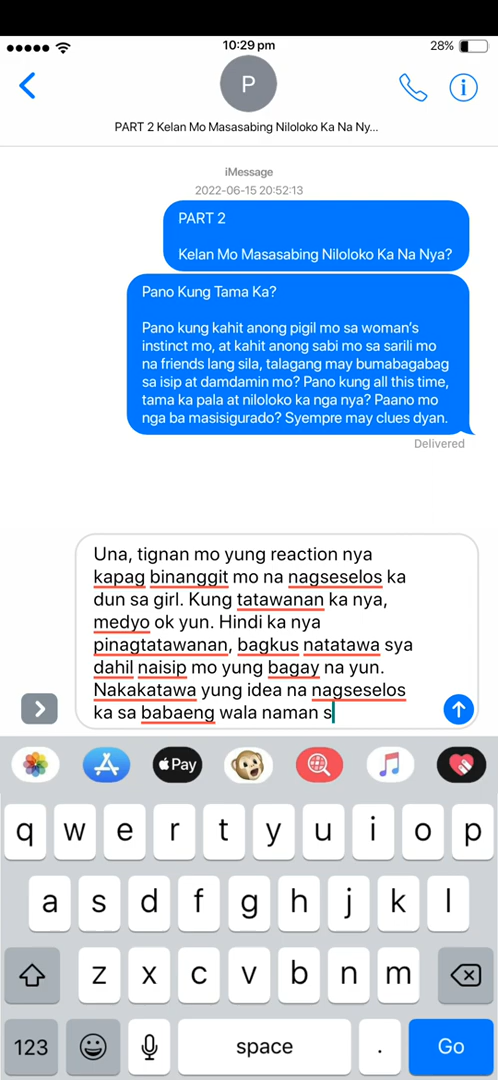 10:29 pm
28%
P
PART 2 Kelan Mo Masasabing Niloloko Ka Na Ny...
iMessage
2022-06-15 20:52:13
PART 2
Kelan Mo Masasabing Niloloko Ka Na Nya?
Pano Kung Tama Ka?
Pano kung kahit anong pigil mo sa woman's
instinct mo, at kahit anong sabi mo sa sarili mo
na friends lang sila, talagang may bumabagabag
sa isip at damdamin mo? Pano kung all this time,
tama ka pala at niloloko ka nga nya? Paano mo
nga ba masisigurado? Syempre may clues dyan.
Delivered
Una, tignan mo yung reaction nya
kapag binanggit mo na nagseselos ka
dun sa girl. Kung tatawanan ka nya,
medyo ok yun. Hindi ka nya
pinagtatawanan, bagkus natatawa sya
dahil naisip mo yung bagay na yun.
Nakakatawa yung idea na nagseselos
ka sa babaeng wala naman s
Pay
q w e r t y u i o p
a s d f g h j k l
z x c v b n m
123 space . Go